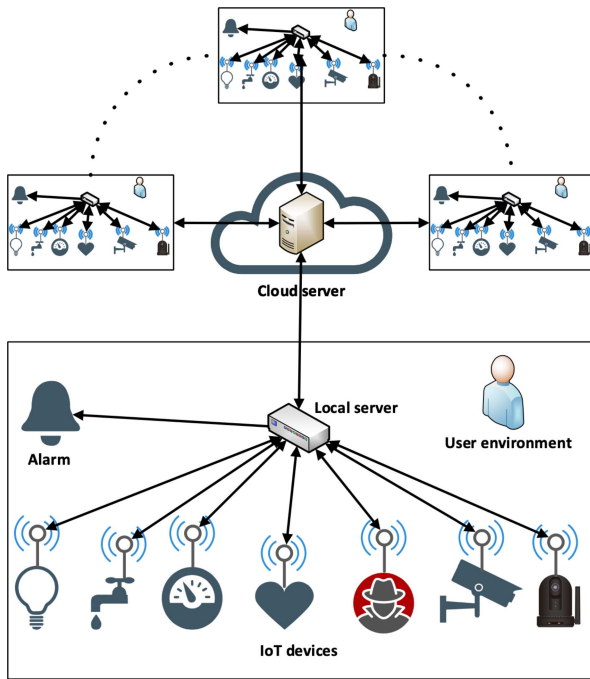 Cloud server
Local server
User environment
Alarm
IoT devices